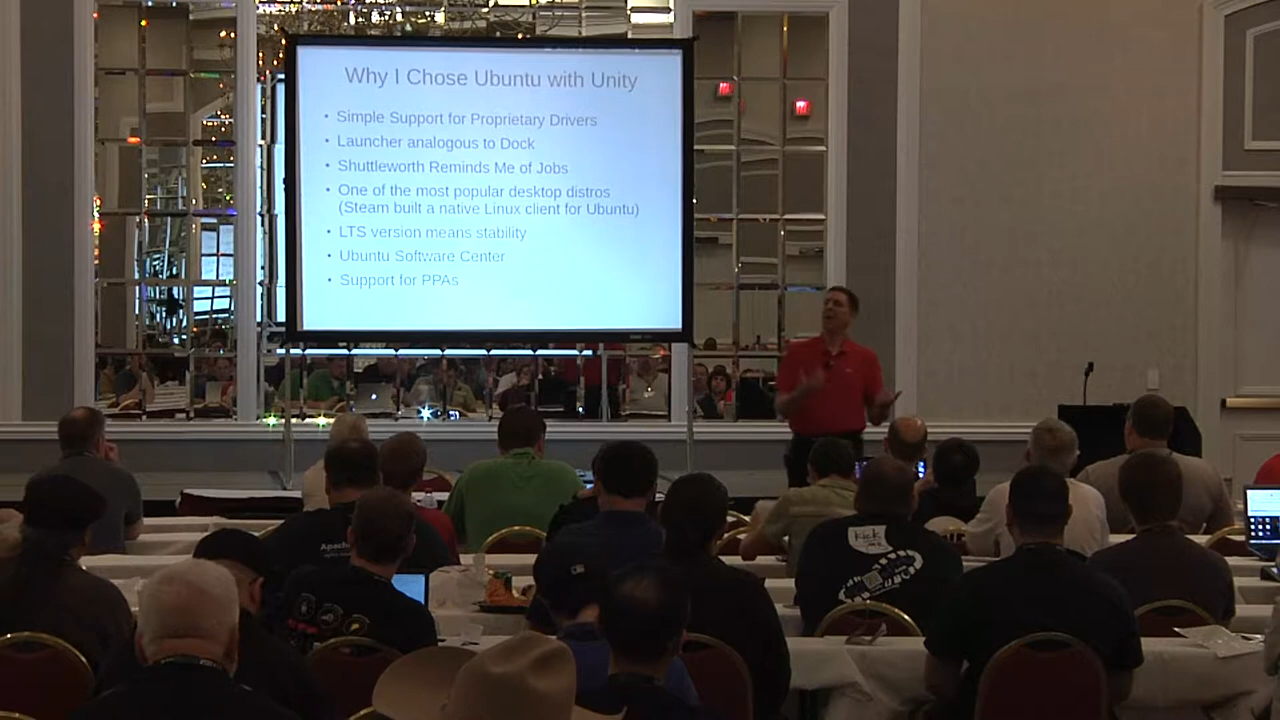 Why I Chose Ubuntu with Unity
• Simple Support for Proprietary Drivers
• Launcher analogous to Dock
• Shuttleworth Reminds Me of Jobs
• One of the most popular desktop distros
(Steam built a native Linux client for Ubuntu)
• LTS version means stability
• Ubuntu Software Center
• Support for PPAs
Apache
Kick